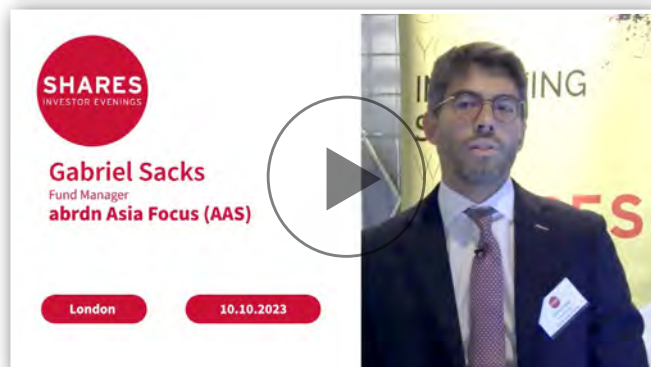 SHARES
INVESTOR EVENINGS
Gabriel Sacks
Fund Manager
abrdn Asia Focus (AAS)
London
10.10.2023